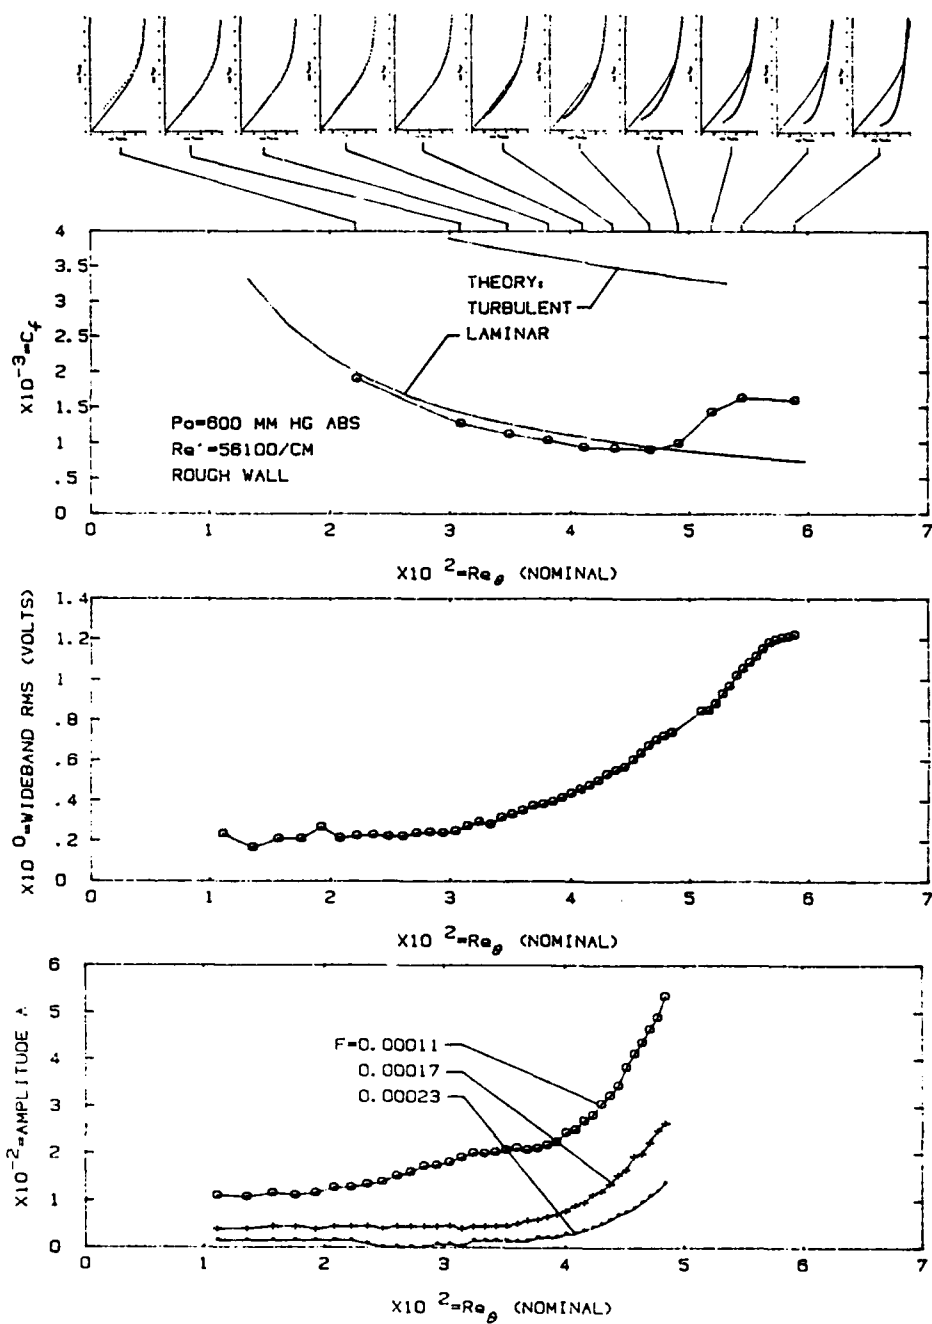 4
3.5
3
2.5
2
1.5
1
.5
0
X10⁻³=C_f
THEORY:
TURBULENT
LAMINAR
Po=600 MM HG ABS
Re'=56100/CM
ROUGH WALL
0 1 2 3 4 5 6 7
X10 ²=Re_θ (NOMINAL)
1.4
1.2
1
.8
.6
.4
.2
0
X10 ⁰=WIDEBAND RMS (VOLTS)
0 1 2 3 4 5 6 7
X10 ²=Re_θ (NOMINAL)
6
5
4
3
2
1
0
X10⁻²=AMPLITUDE
F=0.00011
0.00017
0.00023
0 1 2 3 4 5 6 7
X10 ²=Re_θ (NOMINAL)